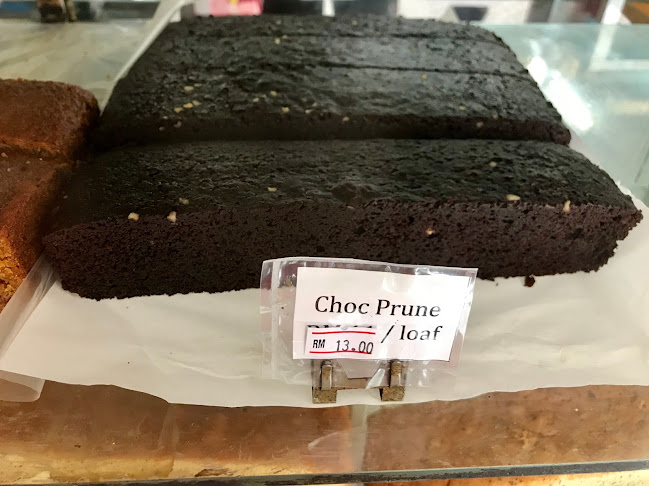 Choc Prune
/ loaf
RM 13.00